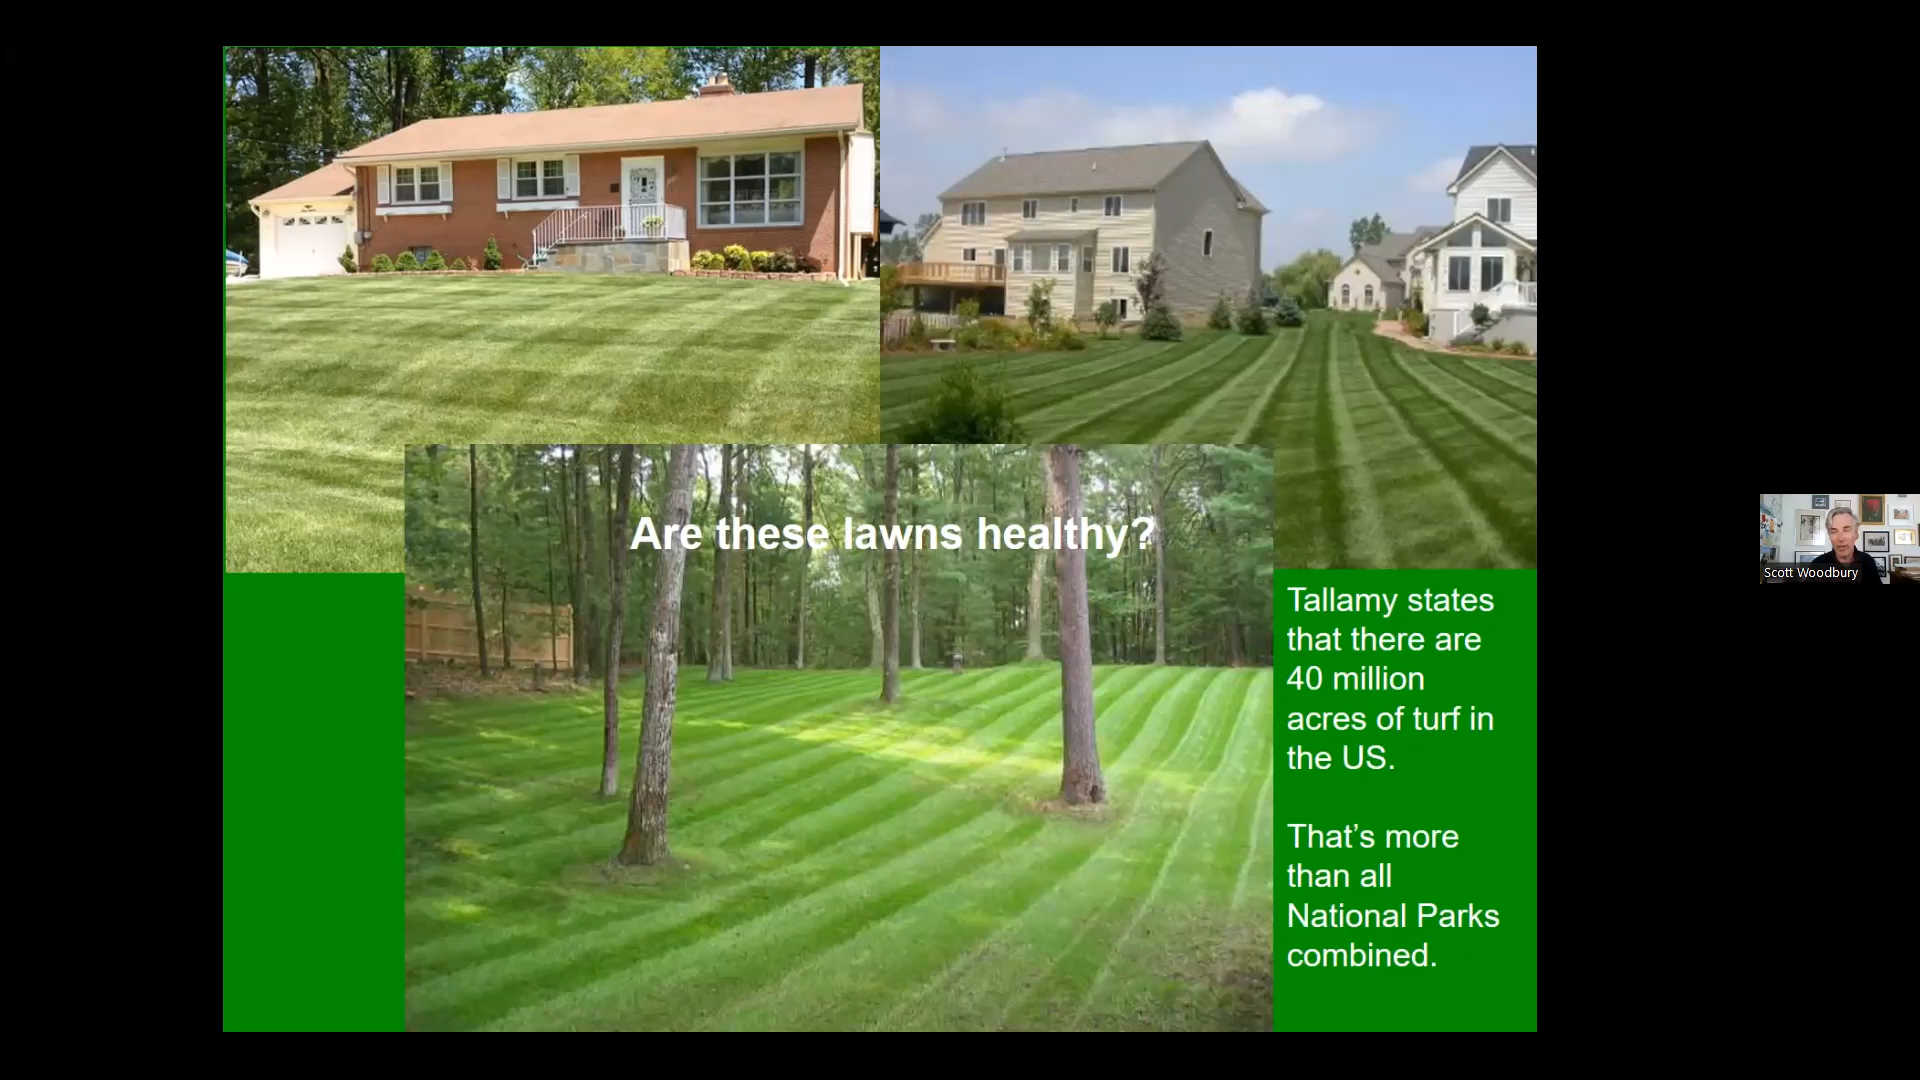 Are these lawns healthy?
Tallamy states
that there are
40 million
acres of turf in
the US.
That’s more
than all
National Parks
combined.
Scott Woodbury